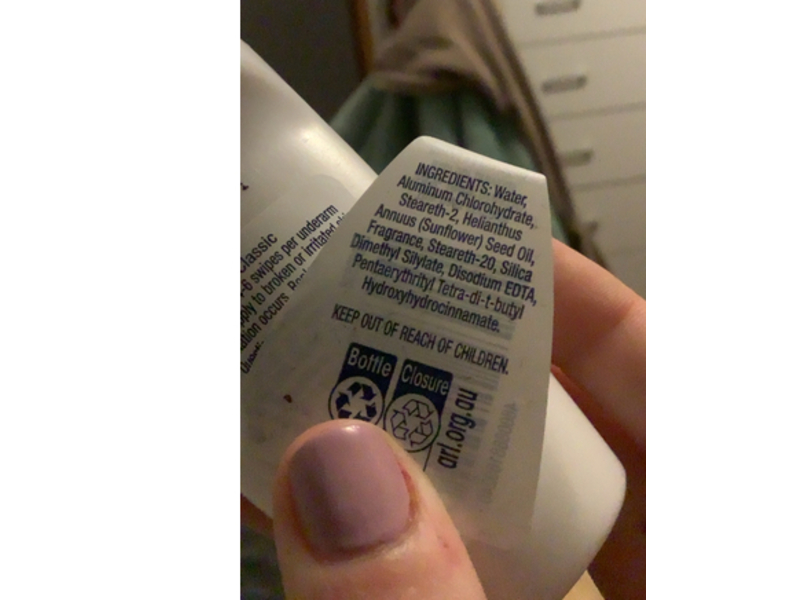 INGREDIENTS: Water,
Aluminum Chlorohydrate,
Steareth-2, Helianthus
Annuus (Sunflower) Seed Oil,
Fragrance, Steareth-20, Silica
Dimethyl Silylate, Disodium EDTA,
Pentaerythrityl Tetra-di-t-butyl
Hydroxyhydrocinnamate.
KEEP OUT OF REACH OF CHILDREN.
Bottle
Closure
arl.org.au
classic
-6 swipes per underarm
to broken or irritated
occurs